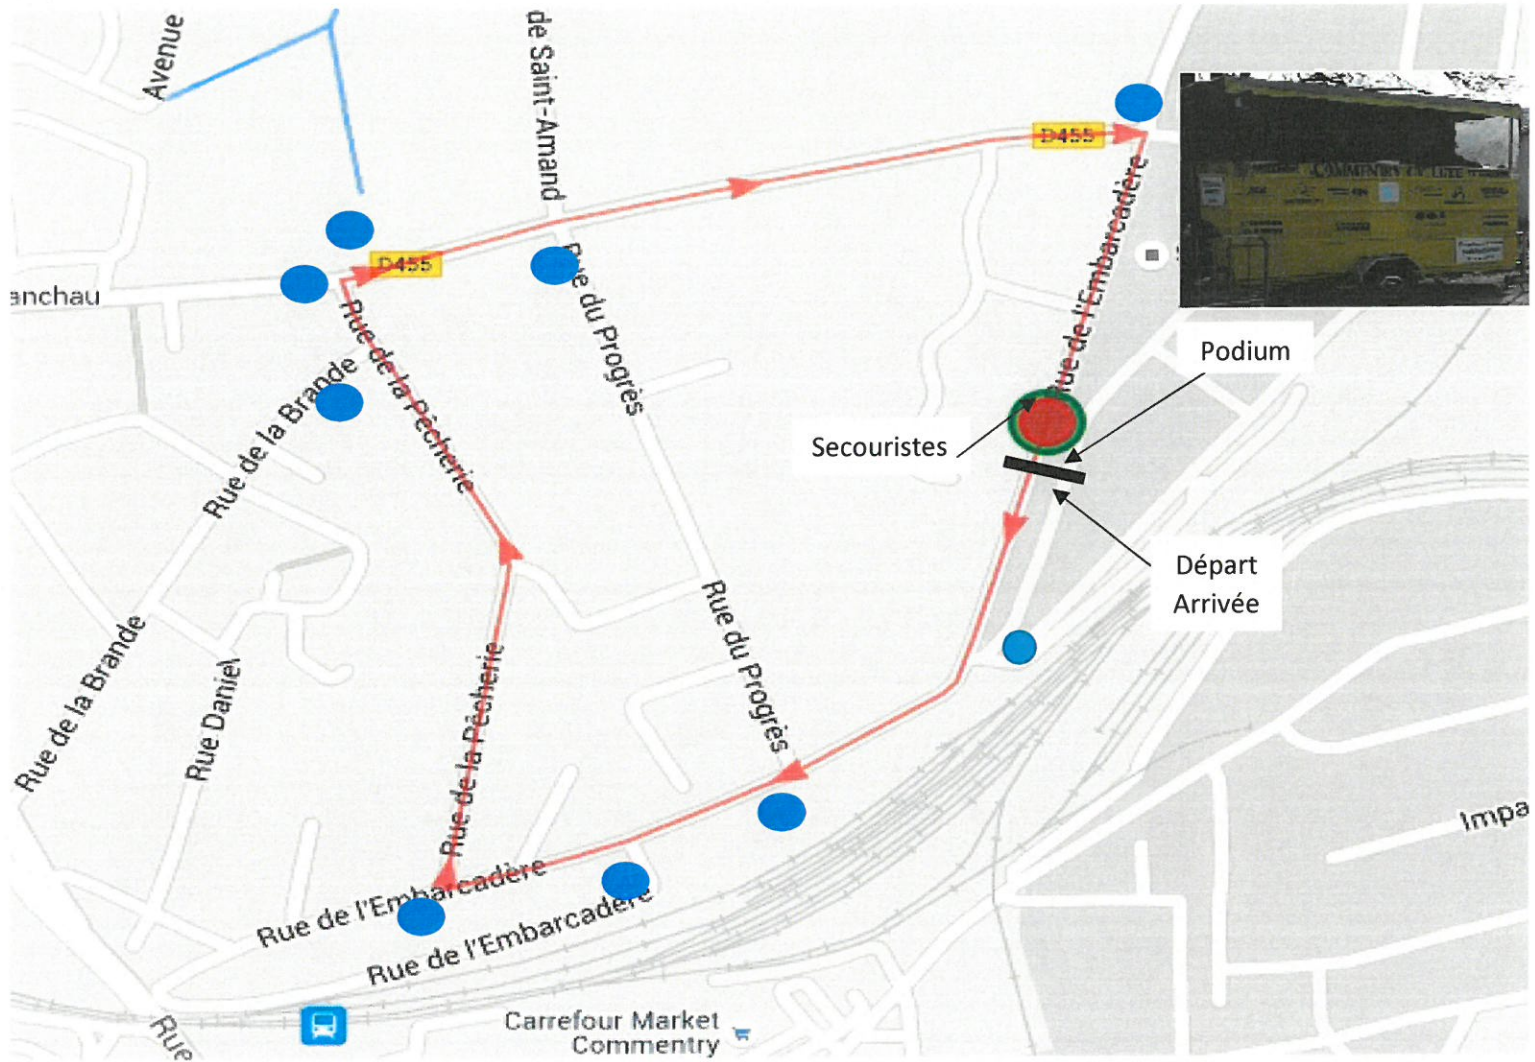 Avenue
de Saint-Amand
D455
COMMENTRY CYCLISTE
D455
anchau
Rue de l'Embarcadère
Rue de la Pêcherie
Rue du Progrès
Podium
Rue de la Brande
Secouristes
Départ
Arrivée
Rue du Progrès
Rue de la Brande
Rue Daniel
Rue de la Pêcherie
Impa
Rue de l'Embarcadère
Rue de l'Embarcadère
Rue
Carrefour Market
Commentry